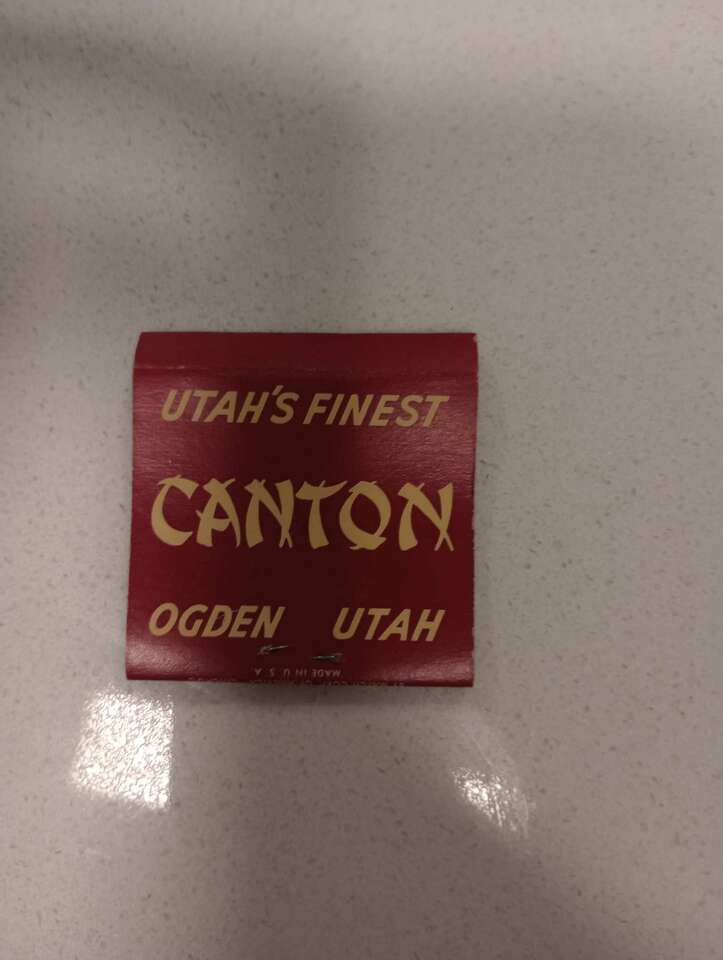 UTAH'S FINEST
CANTON
OGDEN UTAH
MADE IN U. S. A